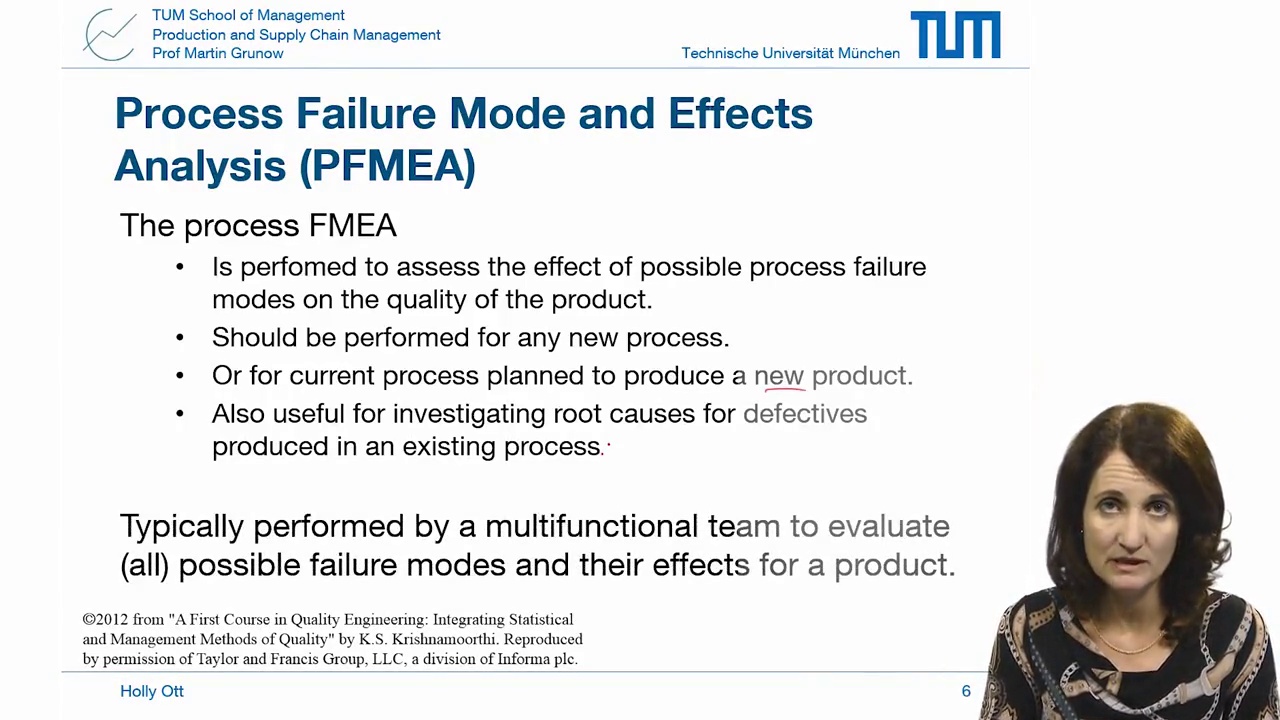 TUM School of Management
Production and Supply Chain Management
Prof Martin Grunow
Technische Universität München
TUM
Process Failure Mode and Effects
Analysis (PFMEA)
The process FMEA
• Is perfomed to assess the effect of possible process failure
modes on the quality of the product.
• Should be performed for any new process.
• Or for current process planned to produce a new product.
• Also useful for investigating root causes for defectives
produced in an existing process.
Typically performed by a multifunctional team to evaluate
(all) possible failure modes and their effects for a product.
©2012 from "A First Course in Quality Engineering: Integrating Statistical
and Management Methods of Quality" by K.S. Krishnamoorthi. Reproduced
by permission of Taylor and Francis Group, LLC, a division of Informa plc.
Holly Ott
6